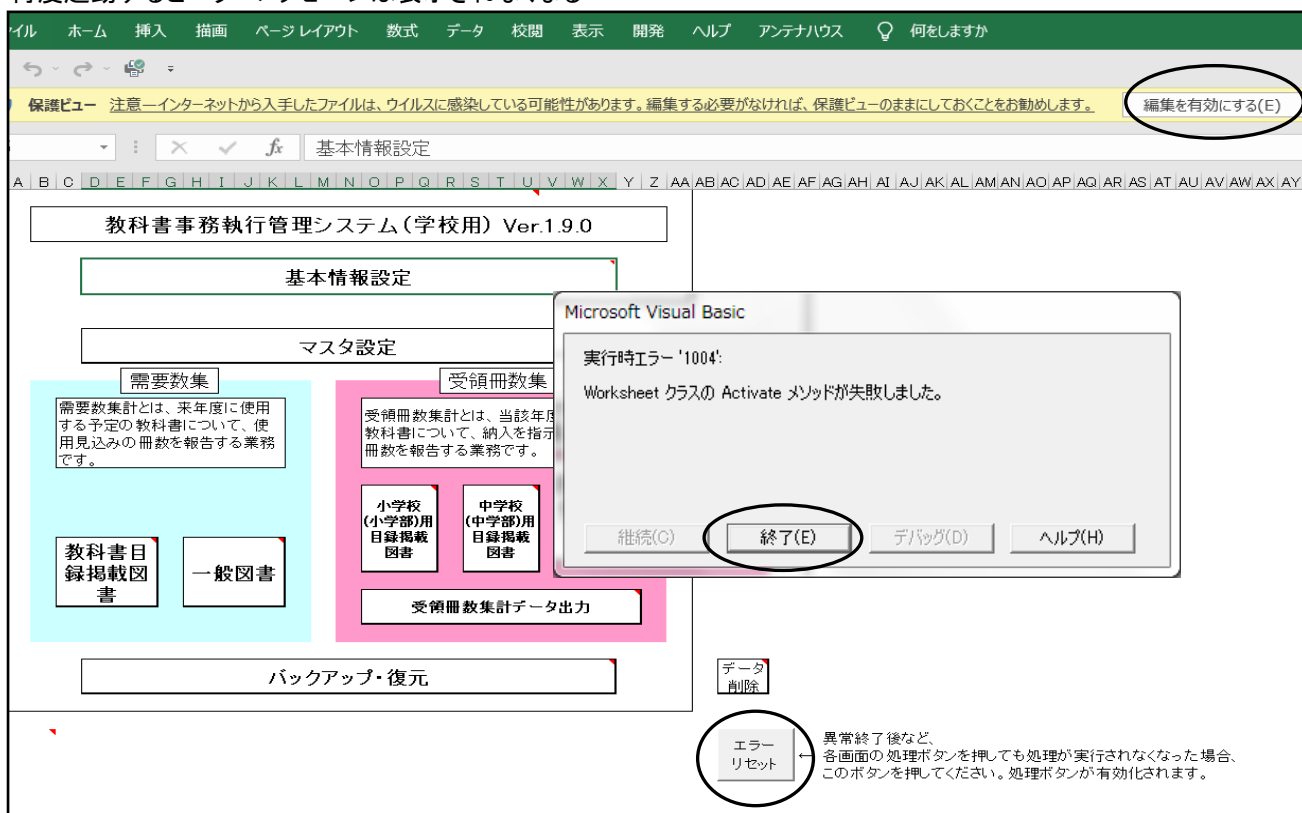 イル ホーム 挿入 描画 ページ レイアウト 数式 データ 校閲 表示 開発 ヘルプ アンテナハウス 何をしますか
保護ビュー 注意—インターネットから入手したファイルは、ウイルスに感染している可能性があります。編集する必要がなければ、保護ビューのままにしておくことをお勧めします。 編集を有効にする(E)
fx 基本情報設定
A B C D E F G H I J K L M N O P Q R S T U V W X Y Z AA AB AC AD AE AF AG AH AI AJ AK AL AM AN AO AP AQ AR AS AT AU AV AW AX AY
教科書事務執行管理システム(学校用) Ver.1.9.0
基本情報設定
マスタ設定
需要数集
需要数集計とは、来年度に使用
する予定の教科書について、使
用見込みの冊数を報告する業務
です。
教科書目
録掲載図
書
一般図書
受領冊数集
受領冊数集計とは、当該年度
教科書について、納入を指示
冊数を報告する業務です。
小学校
(小学部)用
目録掲載
図書
中学校
(中学部)用
目録掲載
図書
受領冊数集計データ出力
バックアップ・復元
Microsoft Visual Basic
実行時エラー '1004':
Worksheet クラスの Activate メソッドが失敗しました。
継続(C) 終了(E) デバッグ(D) ヘルプ(H)
データ
削除
エラー
リセット
← 異常終了後など、
各画面の処理ボタンを押しても処理が実行されなくなった場合、
このボタンを押してください。処理ボタンが有効化されます。